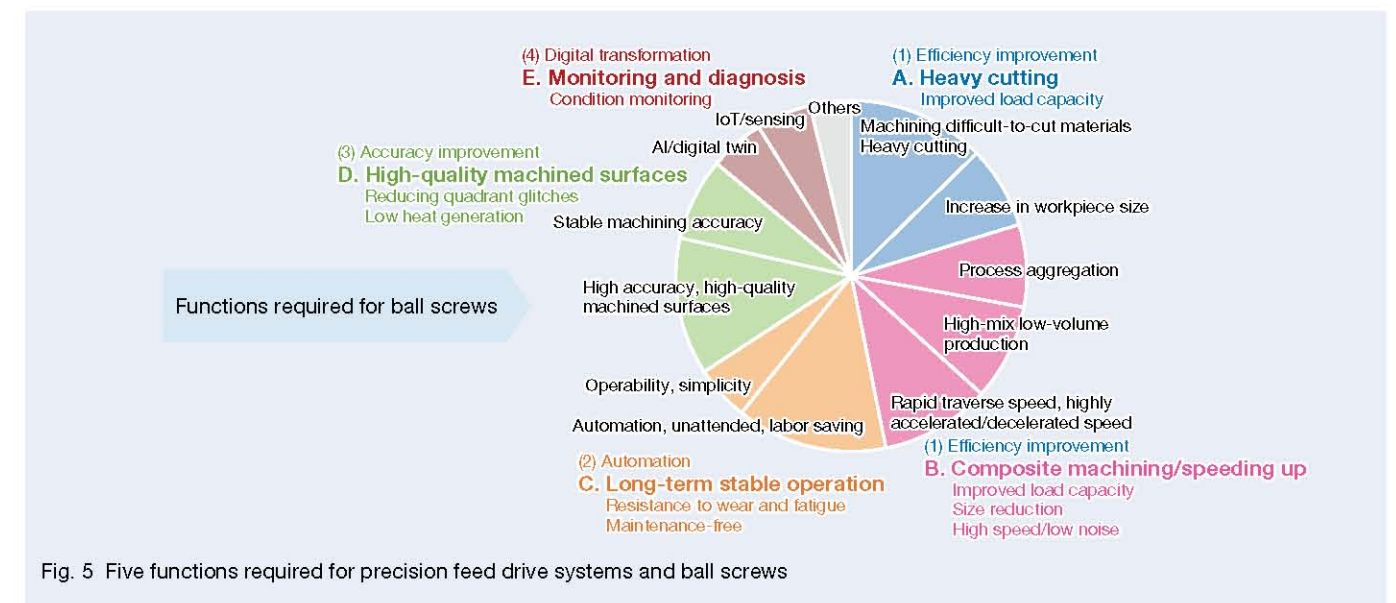 (4) Digital transformation
E. Monitoring and diagnosis
Condition monitoring
(1) Efficiency improvement
A. Heavy cutting
Improved load capacity
Others
IoT/sensing
AI/digital twin
Machining difficult-to-cut materials
Heavy cutting
(3) Accuracy improvement
D. High-quality machined surfaces
Reducing quadrant glitches
Low heat generation
Stable machining accuracy
Increase in workpiece size
Process aggregation
Functions required for ball screws
High accuracy, high-quality
machined surfaces
High-mix low-volume
production
Operability, simplicity
Rapid traverse speed, highly
accelerated/decelerated speed
Automation, unattended, labor saving
(1) Efficiency improvement
B. Composite machining/speeding up
Improved load capacity
Size reduction
High speed/low noise
(2) Automation
C. Long-term stable operation
Resistance to wear and fatigue
Maintenance-free
Fig. 5 Five functions required for precision feed drive systems and ball screws